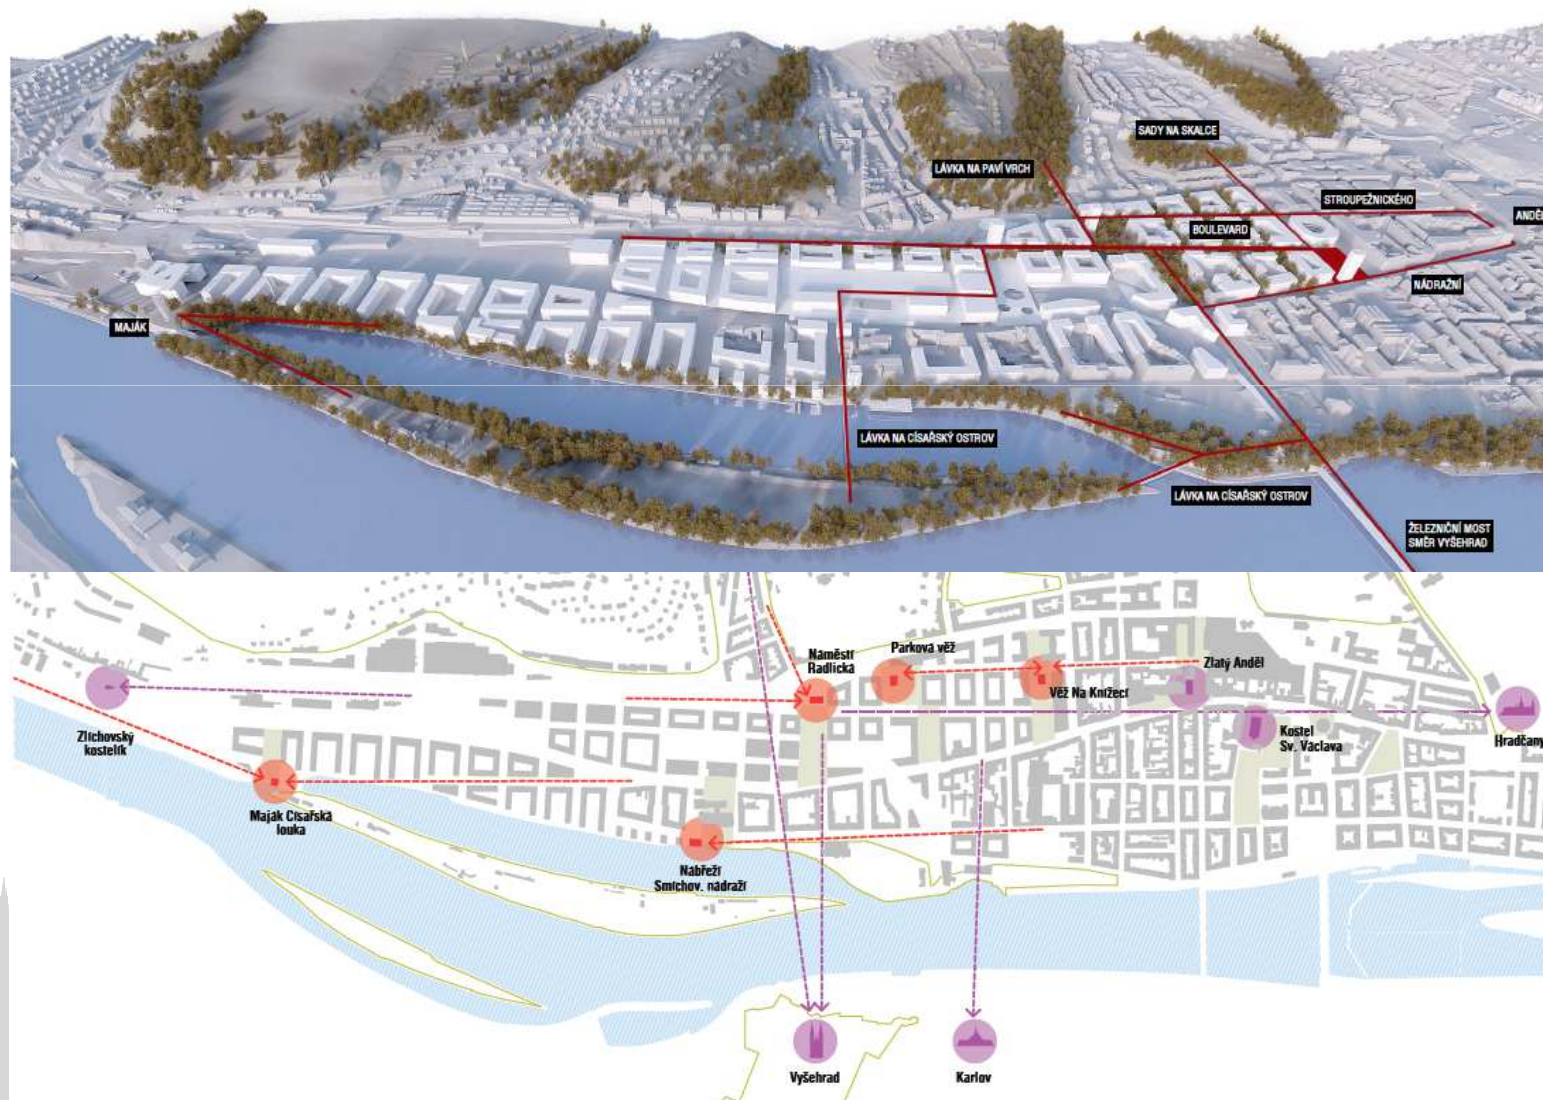 SADY NA SKALCE
LÁVKA NA PAVÍ VRCH
STROUPEŽNICKÉHO
ANDĚL
BOULEVARD
NÁDRAŽNÍ
MAJÁK
LÁVKA NA CÍSAŘSKÝ OSTROV
LÁVKA NA CÍSAŘSKÝ OSTROV
ŽELEZNIČNÍ MOST
SMĚR VYŠEHRAD
Náměstí
Radlická
Parková věž
Zlatý Anděl
Věž Na Knížecí
Zlíchovský
kostelík
Kostel
Sv. Václava
Hradčany
Maják Císařská
louka
Nábřeží
Smíchov. nádraží
Vyšehrad
Karlov